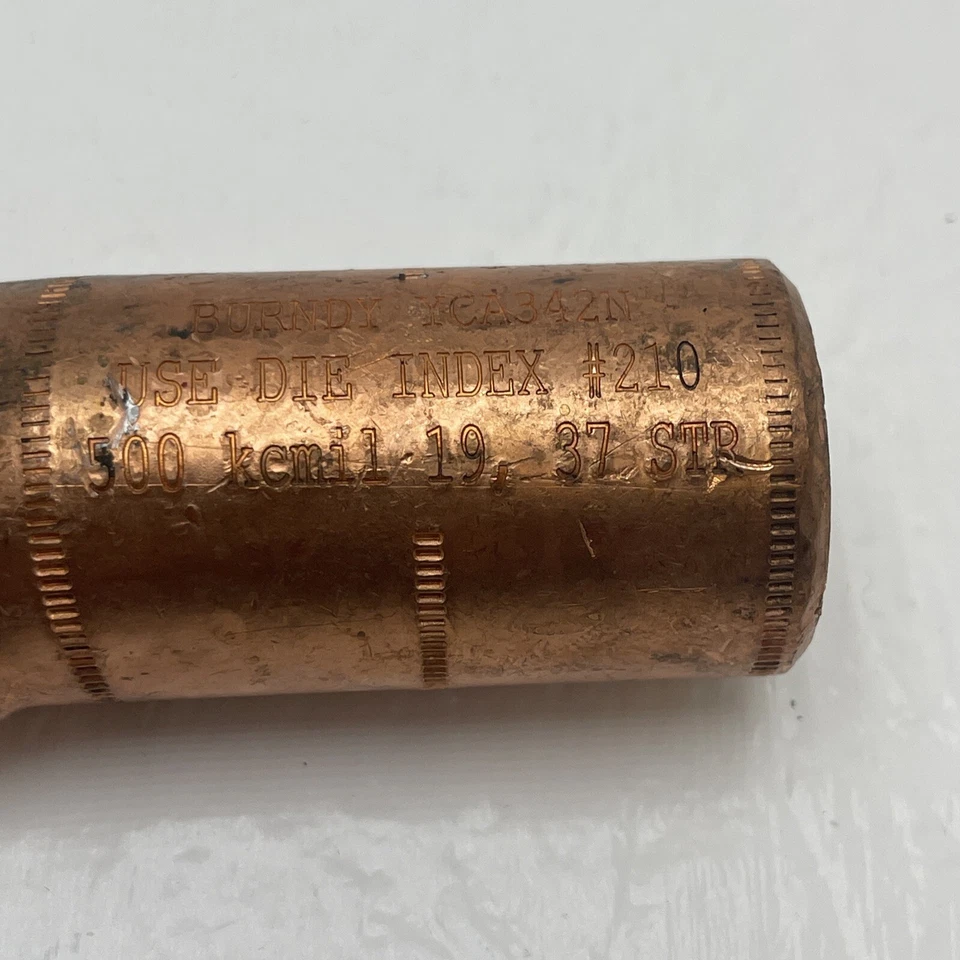 BURNDY YCA342N
USE DIE INDEX #210
500 kcmil 19, 37 STR